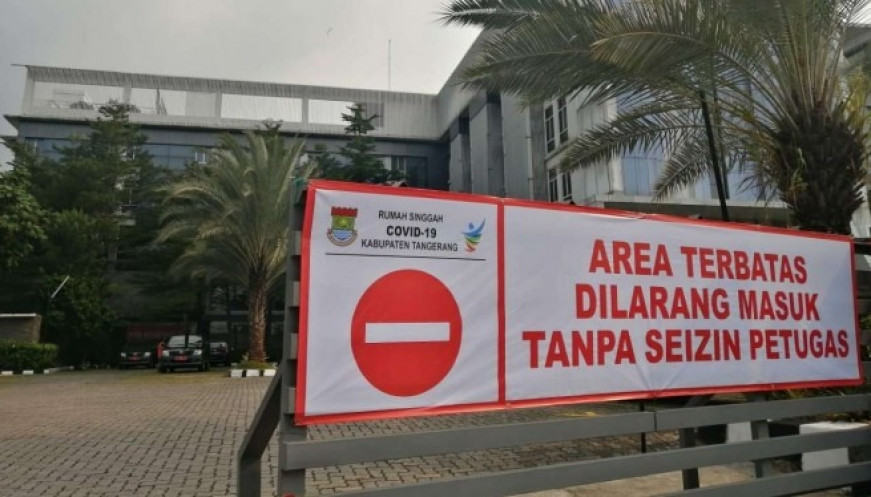 RUMAH SINGGAH
COVID-19
KABUPATEN TANGERANG
AREA TERBATAS
DILARANG MASUK
TANPA SEIZIN PETUGAS